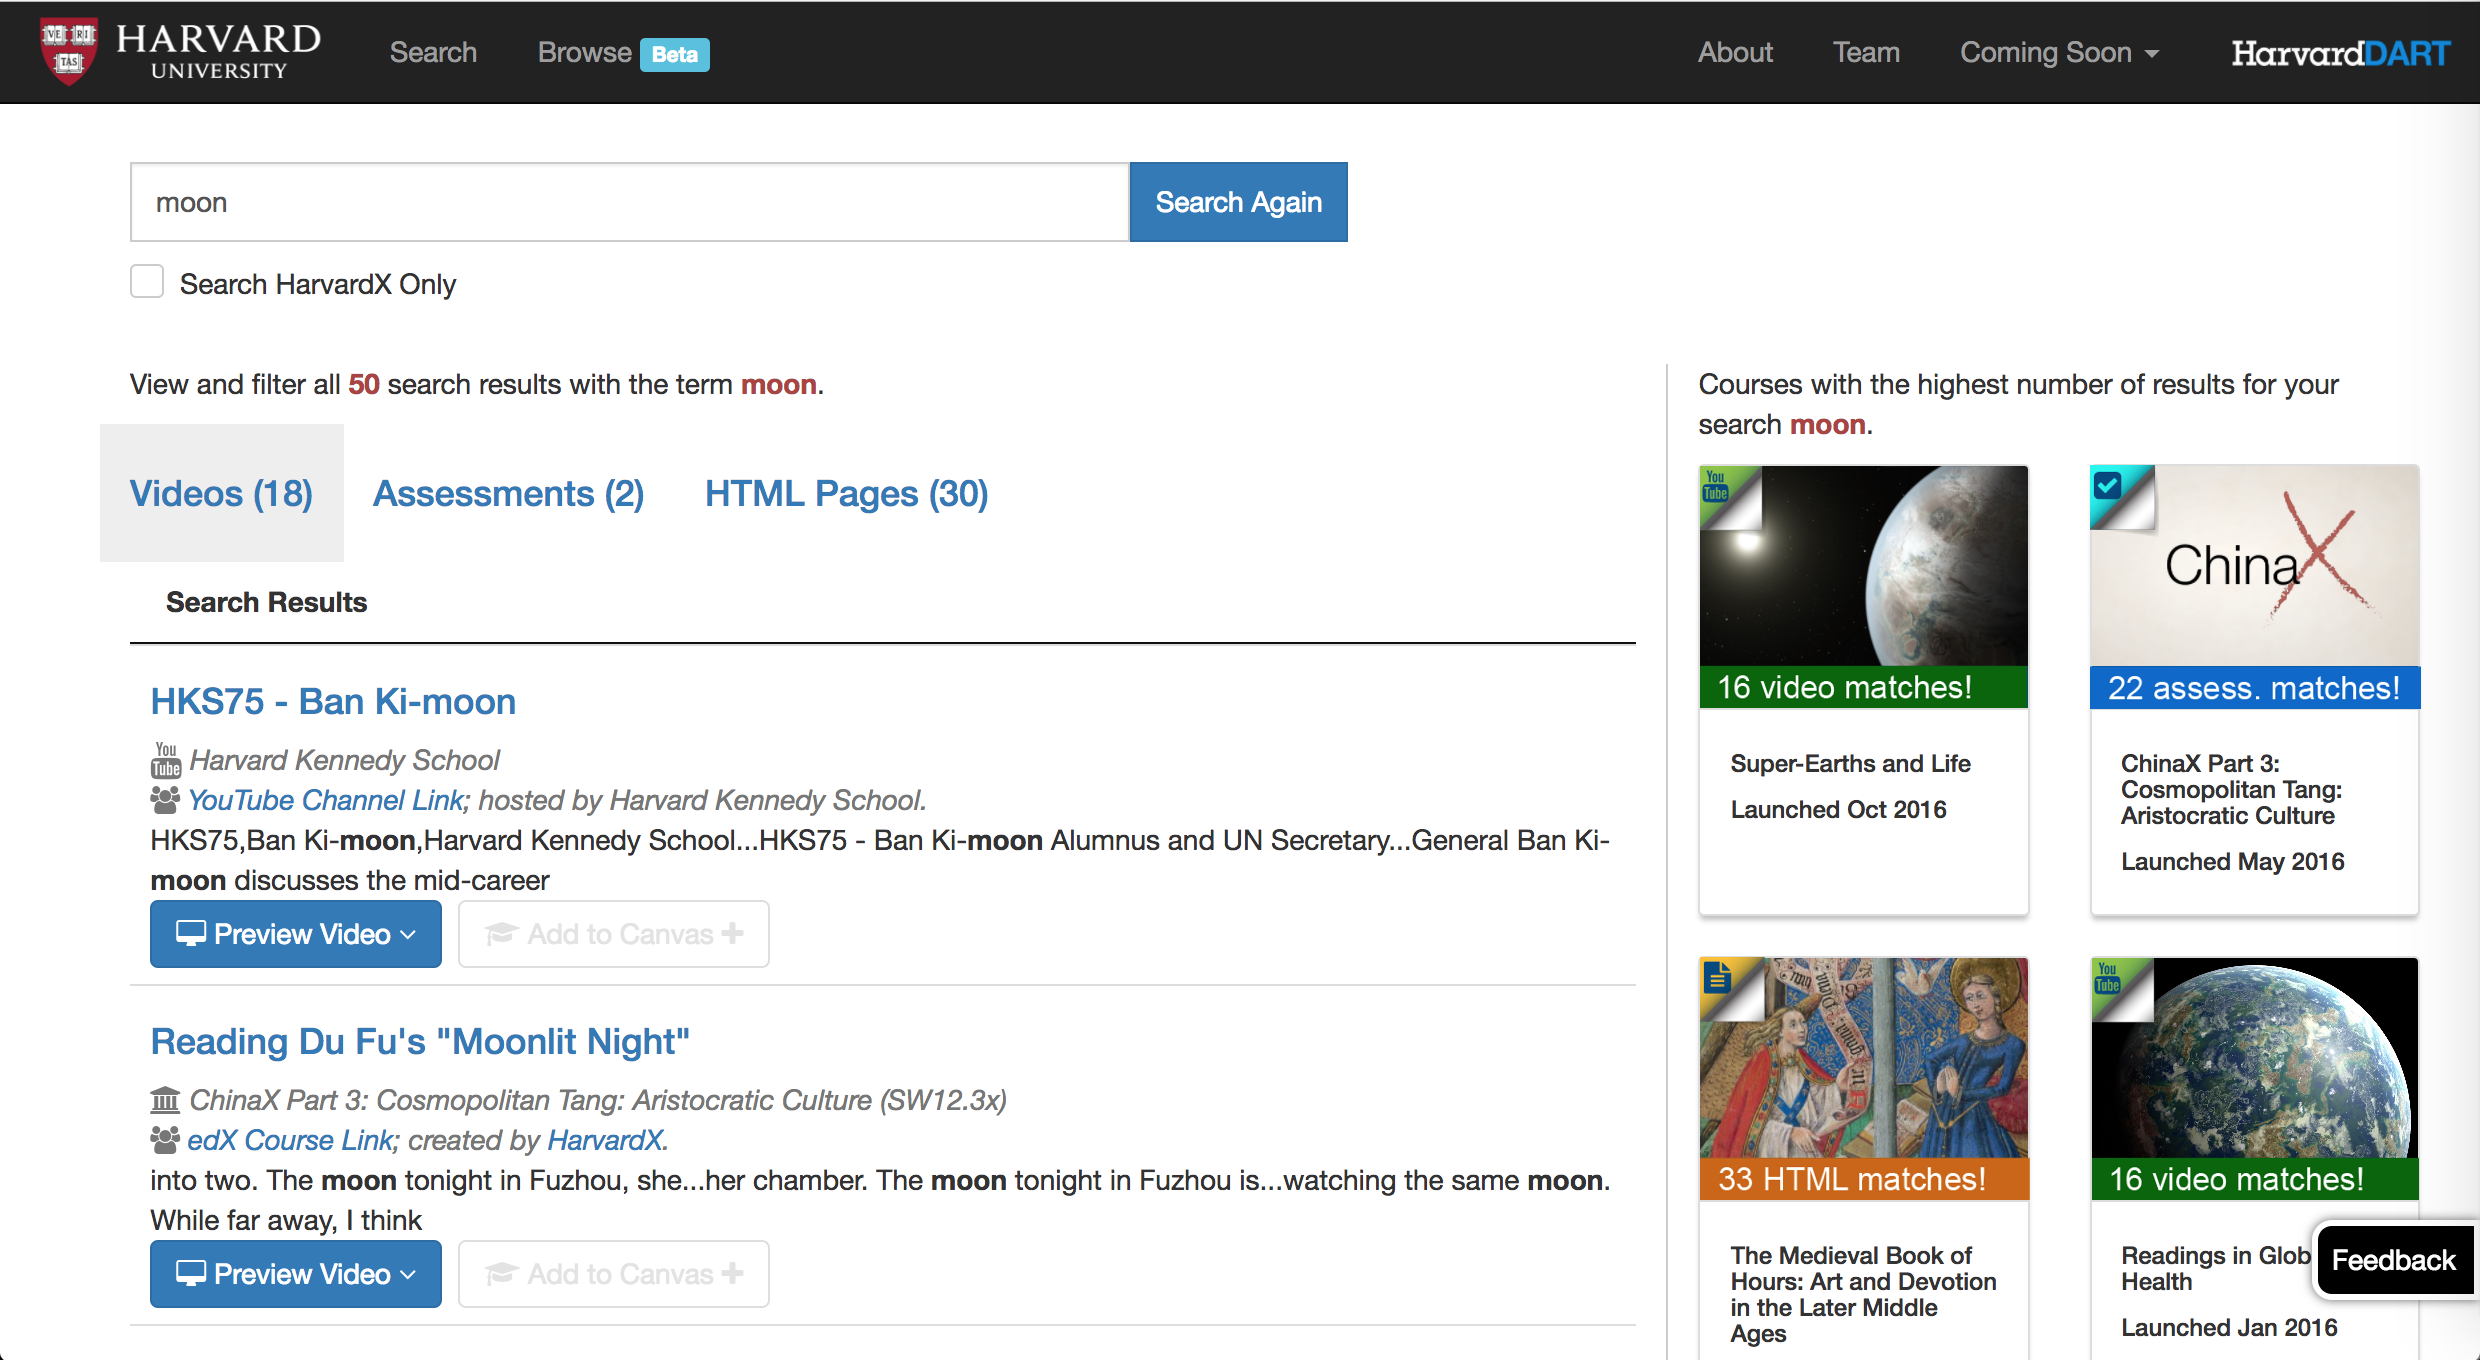 VE RI TAS
HARVARD
UNIVERSITY
Search
Browse Beta
About
Team
Coming Soon
HarvardDART
moon
Search Again
Search HarvardX Only
View and filter all 50 search results with the term moon.
Videos (18)
Assessments (2)
HTML Pages (30)
Search Results
HKS75 - Ban Ki-moon
You Tube Harvard Kennedy School
YouTube Channel Link; hosted by Harvard Kennedy School.
HKS75,Ban Ki-moon,Harvard Kennedy School...HKS75 - Ban Ki-moon Alumnus and UN Secretary...General Ban Ki-
moon discusses the mid-career
Preview Video
Add to Canvas
Reading Du Fu's "Moonlit Night"
ChinaX Part 3: Cosmopolitan Tang: Aristocratic Culture (SW12.3x)
edX Course Link; created by HarvardX.
into two. The moon tonight in Fuzhou, she...her chamber. The moon tonight in Fuzhou is...watching the same moon.
While far away, I think
Preview Video
Add to Canvas
Courses with the highest number of results for your
search moon.
You
Tube
16 video matches!
Super-Earths and Life
Launched Oct 2016
ChinaX
22 assess. matches!
ChinaX Part 3:
Cosmopolitan Tang:
Aristocratic Culture
Launched May 2016
33 HTML matches!
The Medieval Book of
Hours: Art and Devotion
in the Later Middle
Ages
You
Tube
16 video matches!
Readings in Glob
Health
Launched Jan 2016
Feedback